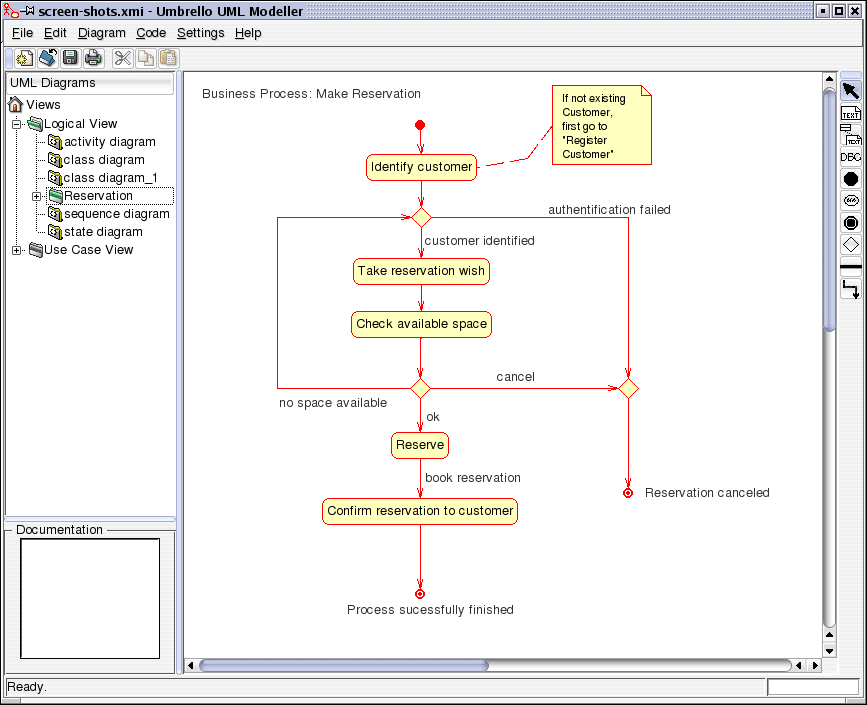 screen-shots.xmi - Umbrello UML Modeller
File Edit Diagram Code Settings Help
UML Diagrams
Views
Logical View
activity diagram
class diagram
class diagram_1
Reservation
sequence diagram
state diagram
Use Case View
Documentation
Business Process: Make Reservation
If not existing
Customer,
first go to
"Register
Customer"
Identify customer
authentification failed
customer identified
Take reservation wish
Check available space
cancel
no space available
ok
Reserve
book reservation
Reservation canceled
Confirm reservation to customer
Process sucessfully finished
TEXT
TEXT
DBC
Ready.